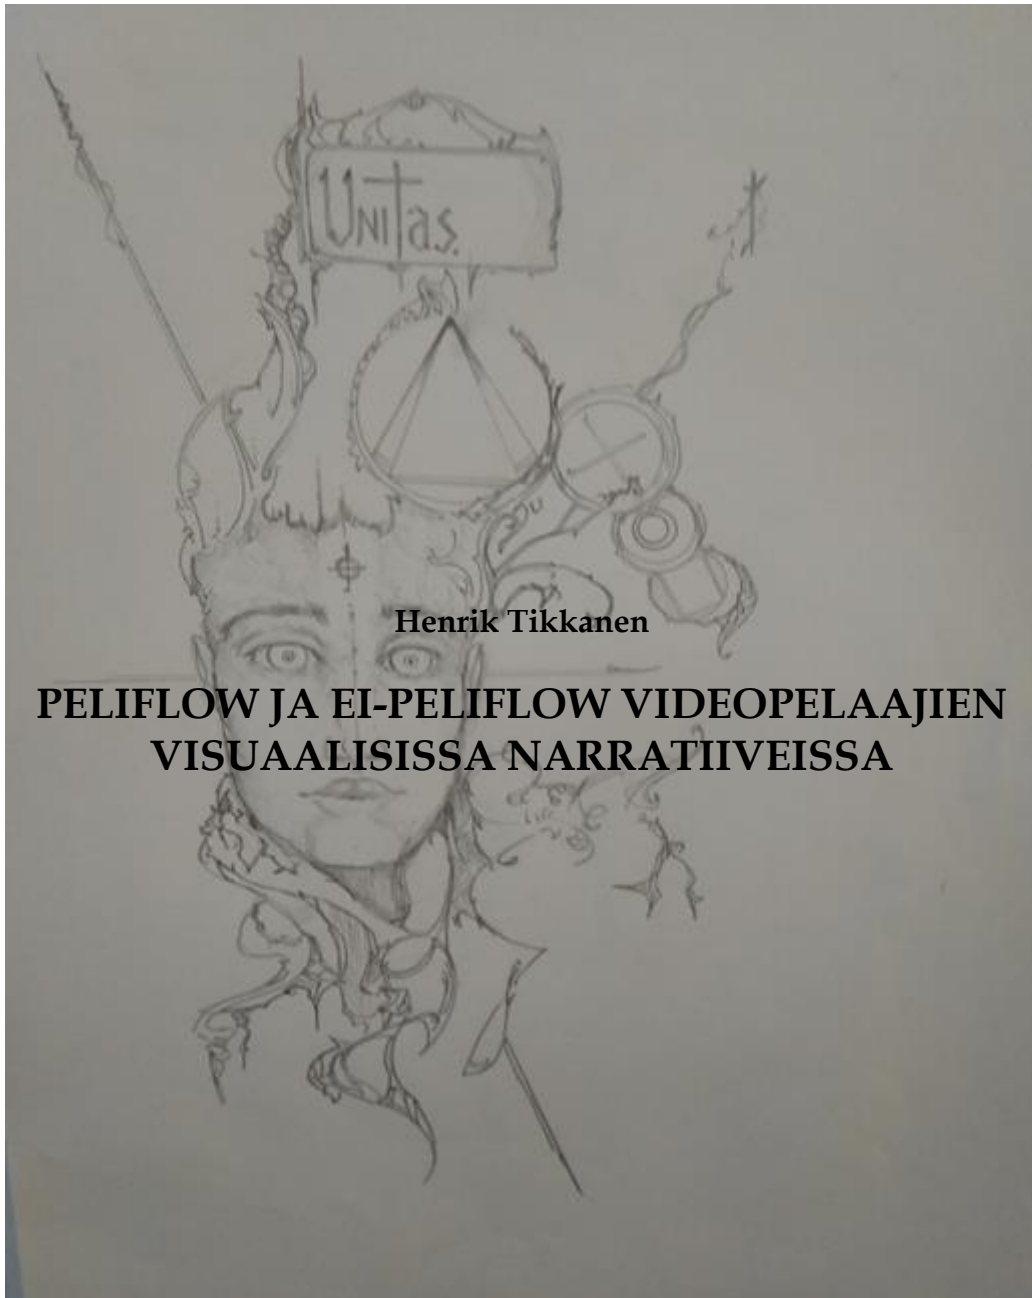 Unitas.
Henrik Tikkanen
PELIFLOW JA EI-PELIFLOW VIDEOPELAAJIEN
VISUAALISISSA NARRATIIVEISSA